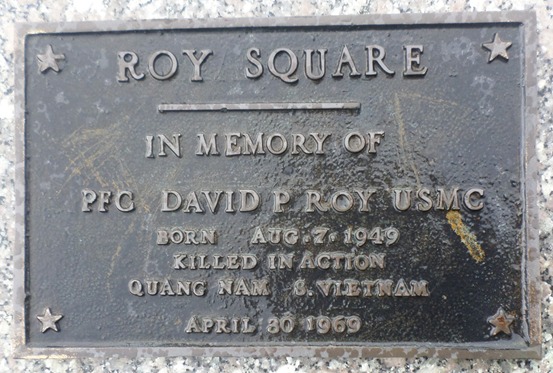 ROY SQUARE
IN MEMORY OF
PFC DAVID P ROY USMC
BORN AUG. 7. 1949
KILLED IN ACTION
QUANG NAM S. VIETNAM
APRIL 30 1969